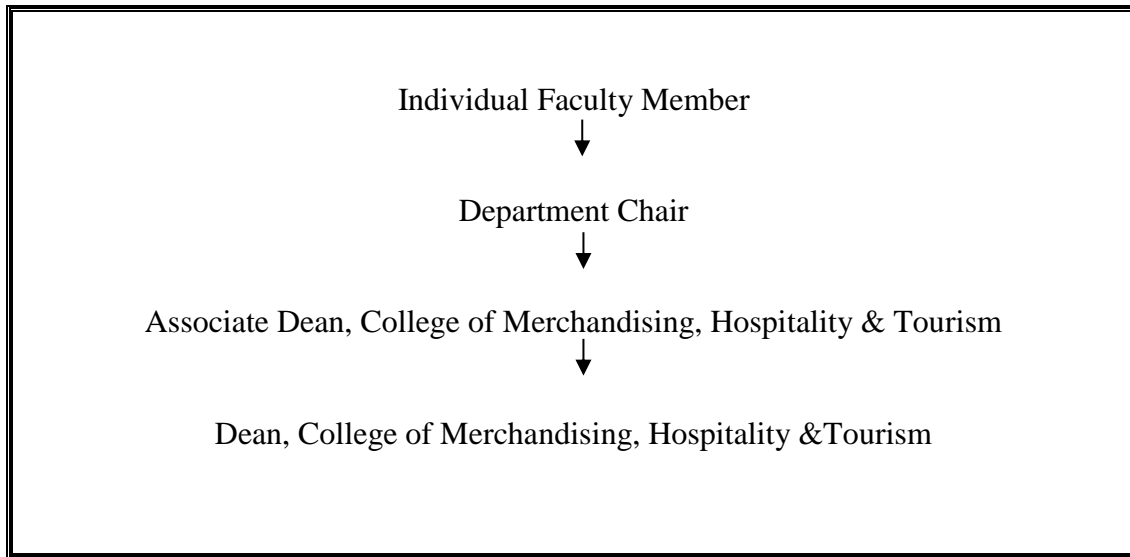 Individual Faculty Member
Department Chair
Associate Dean, College of Merchandising, Hospitality & Tourism
Dean, College of Merchandising, Hospitality &Tourism